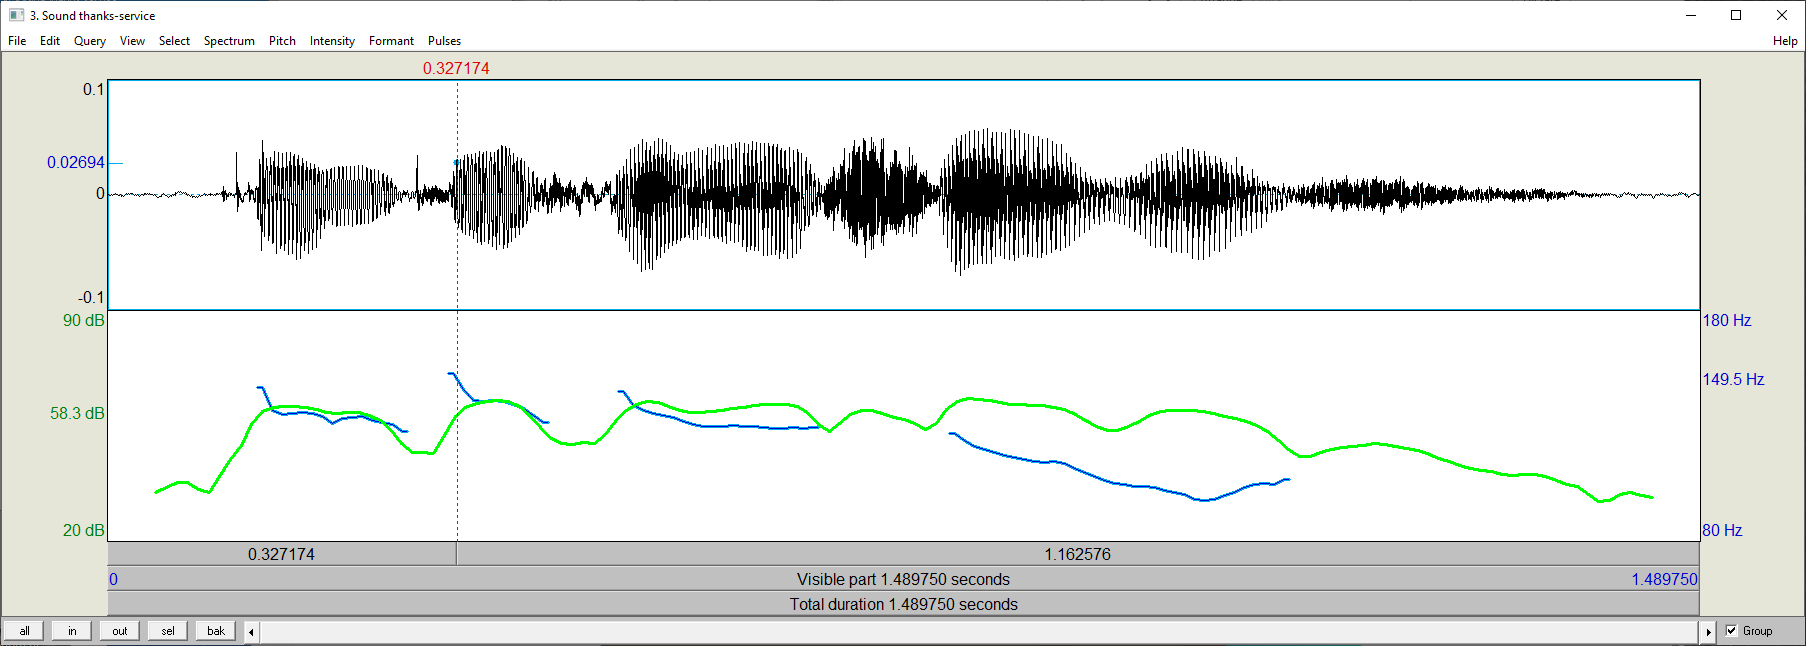 3. Sound thanks-service
File Edit Query View Select Spectrum Pitch Intensity Formant Pulses Help
0.327174
0.1
0.02694
0
-0.1
90 dB 180 Hz
149.5 Hz
58.3 dB
20 dB 80 Hz
0.327174 1.162576
0 Visible part 1.489750 seconds 1.489750
Total duration 1.489750 seconds
all in out sel bak Group